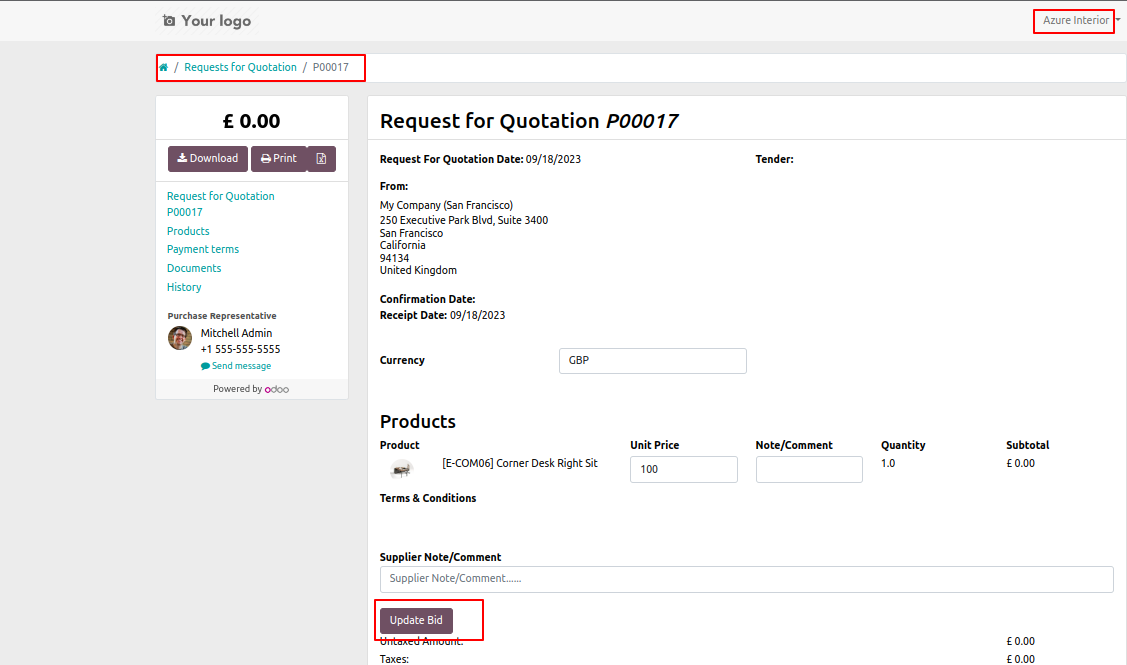 Your logo
Azure Interior
/ Requests for Quotation / P00017
£ 0.00
Download
Print
Request for Quotation
P00017
Products
Payment terms
Documents
History
Purchase Representative
Mitchell Admin
+1 555-555-5555
Send message
Powered by odoo
Request for Quotation P00017
Request For Quotation Date: 09/18/2023
Tender:
From:
My Company (San Francisco)
250 Executive Park Blvd, Suite 3400
San Francisco
California
94134
United Kingdom
Confirmation Date:
Receipt Date: 09/18/2023
Currency
GBP
Products
Product Unit Price Note/Comment Quantity Subtotal
[E-COM06] Corner Desk Right Sit 100 1.0 £ 0.00
Terms & Conditions
Supplier Note/Comment
Supplier Note/Comment......
Update Bid
Untaxed Amount: £ 0.00
Taxes: £ 0.00